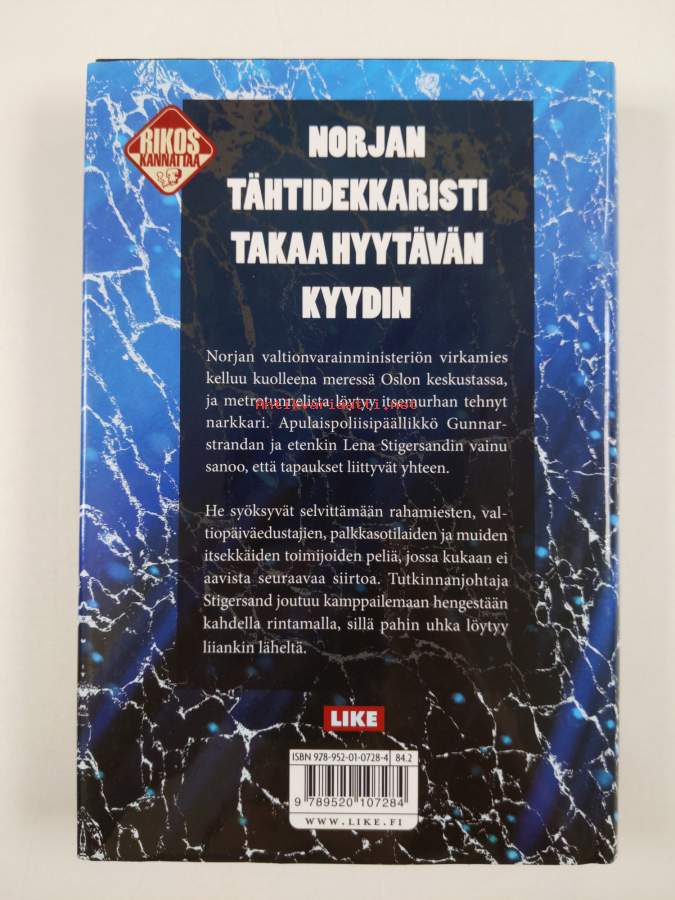 RIKOS
KANNATTAA
NORJAN
TÄHTIDEKKARISTI
TAKAA HYYTÄVÄN
KYYDIN
Norjan valtionvarainministeriön virkamies
kelluu kuolleena meressä Oslon keskustassa,
ja metrotunnelista löytyy itsemurhan tehnyt
Antikvariaatti.net
narkkari. Apulaispoliisipäällikkö Gunnar-
strandan ja etenkin Lena Stigersandin vainu
sanoo, että tapaukset liittyvät yhteen.
He syöksyvät selvittämään rahamiesten, val-
tiopäiväedustajien, palkkasotilaiden ja muiden
itsekkäiden toimijoiden peliä, jossa kukaan ei
aavista seuraavaa siirtoa. Tutkinnanjohtaja
Stigersand joutuu kamppailemaan hengestään
kahdella rintamalla, sillä pahin uhka löytyy
liiankin läheltä.
LIKE
ISBN 978-952-01-0728-4 84.2
9 789520 107284
WWW.LIKE.FI